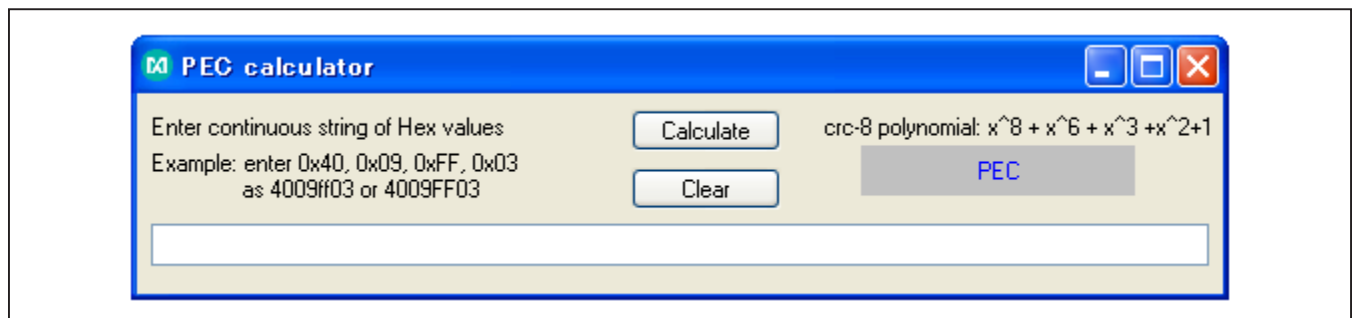 PEC calculator
Enter continuous string of Hex values
Example: enter 0x40, 0x09, 0xFF, 0x03
as 4009ff03 or 4009FF03
Calculate
Clear
crc-8 polynomial: x^8 + x^6 + x^3 +x^2+1
PEC